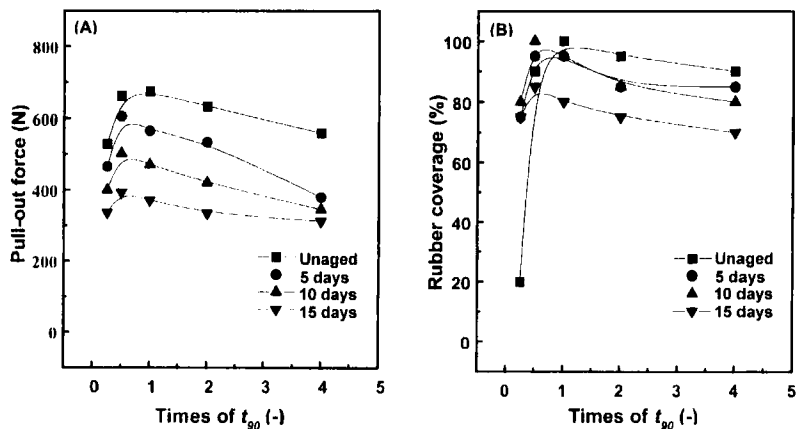 (A)
800
600
400
0
Pull-out force (N)
Unaged
5 days
10 days
15 days
0 1 2 3 4 5
Times of t90 (-)
(B)
100
80
60
40
20
0
Rubber coverage (%)
Unaged
5 days
10 days
15 days
0 1 2 3 4 5
Times of t90 (-)